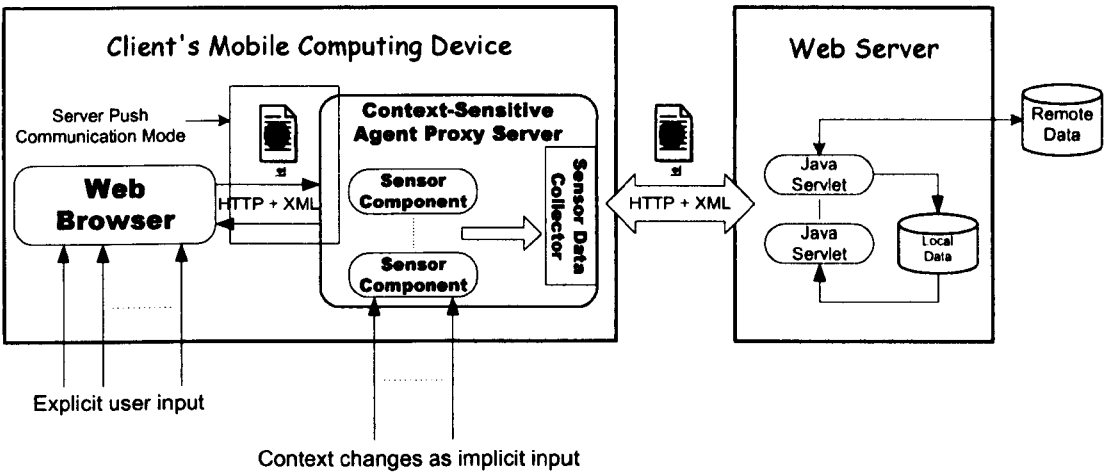 Client's Mobile Computing Device
Server Push
Communication Mode
Web
Browser
HTTP + XML
Context-Sensitive
Agent Proxy Server
Sensor
Component
Sensor
Component
Sensor Data
Collector
HTTP + XML
Web Server
Java
Servlet
Java
Servlet
Local
Data
Remote
Data
Explicit user input
Context changes as implicit input